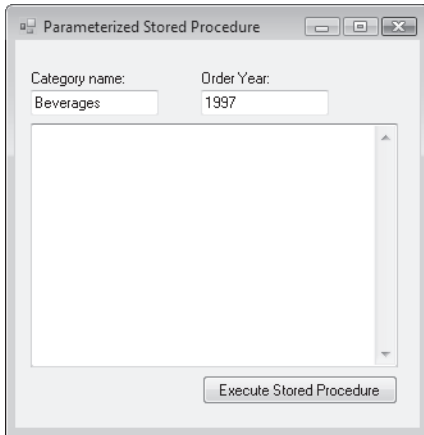 Parameterized Stored Procedure
Category name: Order Year:
Beverages 1997
Execute Stored Procedure